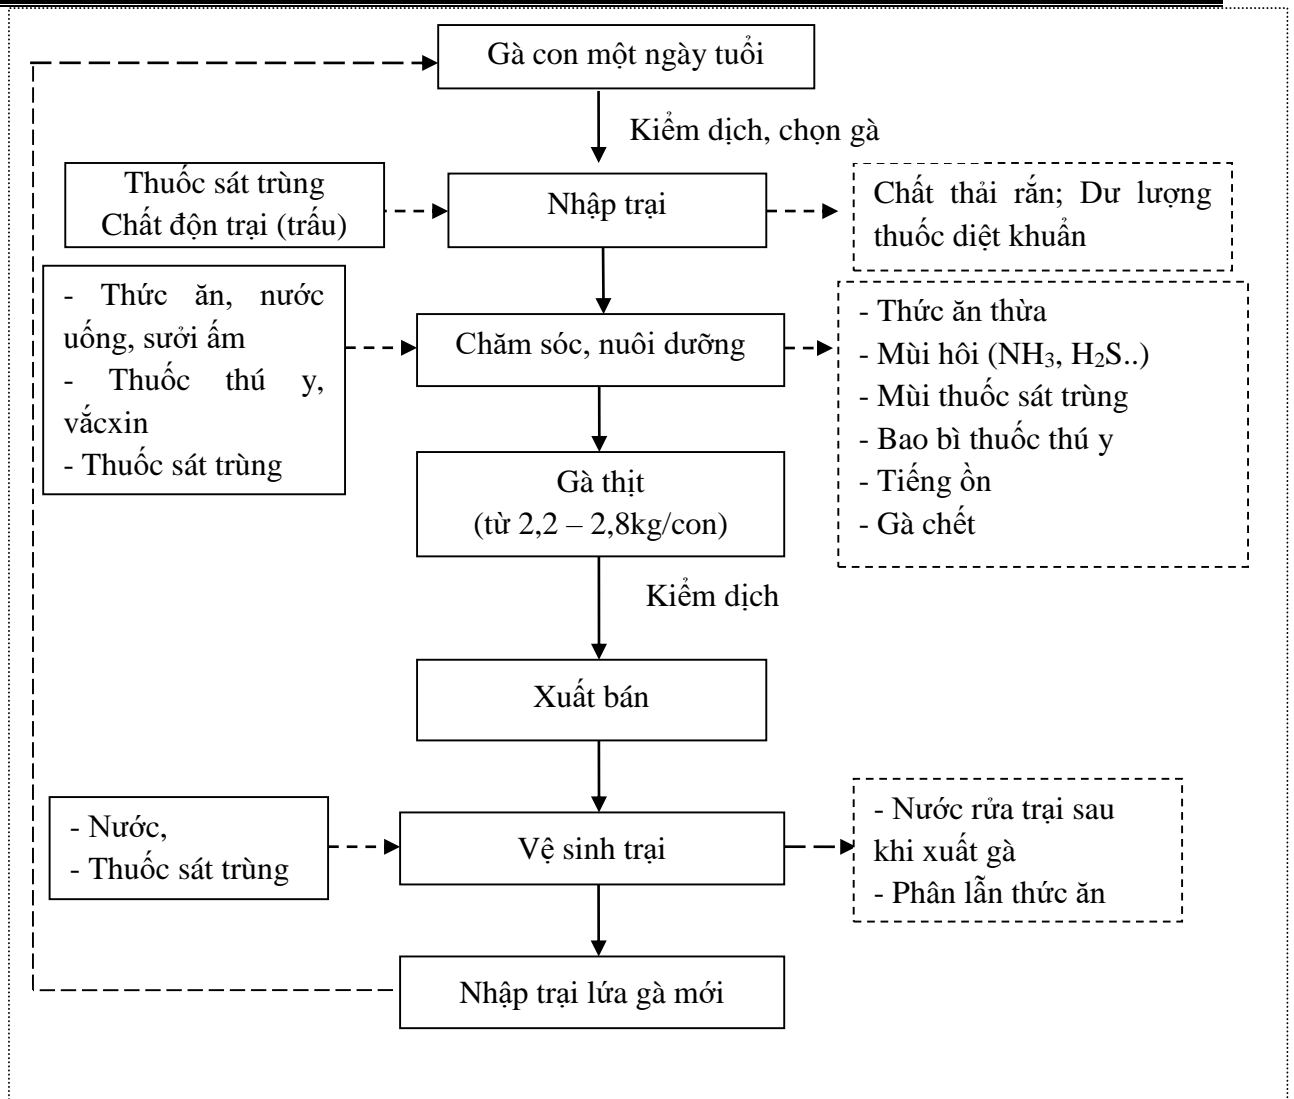 Gà con một ngày tuổi
Kiểm dịch, chọn gà
Thuốc sát trùng
Chất độn trại (trấu)
Nhập trại
Chất thải rắn; Dư lượng
thuốc diệt khuẩn
- Thức ăn, nước
uống, sưởi ấm
- Thuốc thú y,
vắcxin
- Thuốc sát trùng
Chăm sóc, nuôi dưỡng
- Thức ăn thừa
- Mùi hôi (NH₃, H₂S..)
- Mùi thuốc sát trùng
- Bao bì thuốc thú y
- Tiếng ồn
- Gà chết
Gà thịt
(từ 2,2 – 2,8kg/con)
Kiểm dịch
Xuất bán
- Nước,
- Thuốc sát trùng
Vệ sinh trại
- Nước rửa trại sau
khi xuất gà
- Phân lẫn thức ăn
Nhập trại lứa gà mới